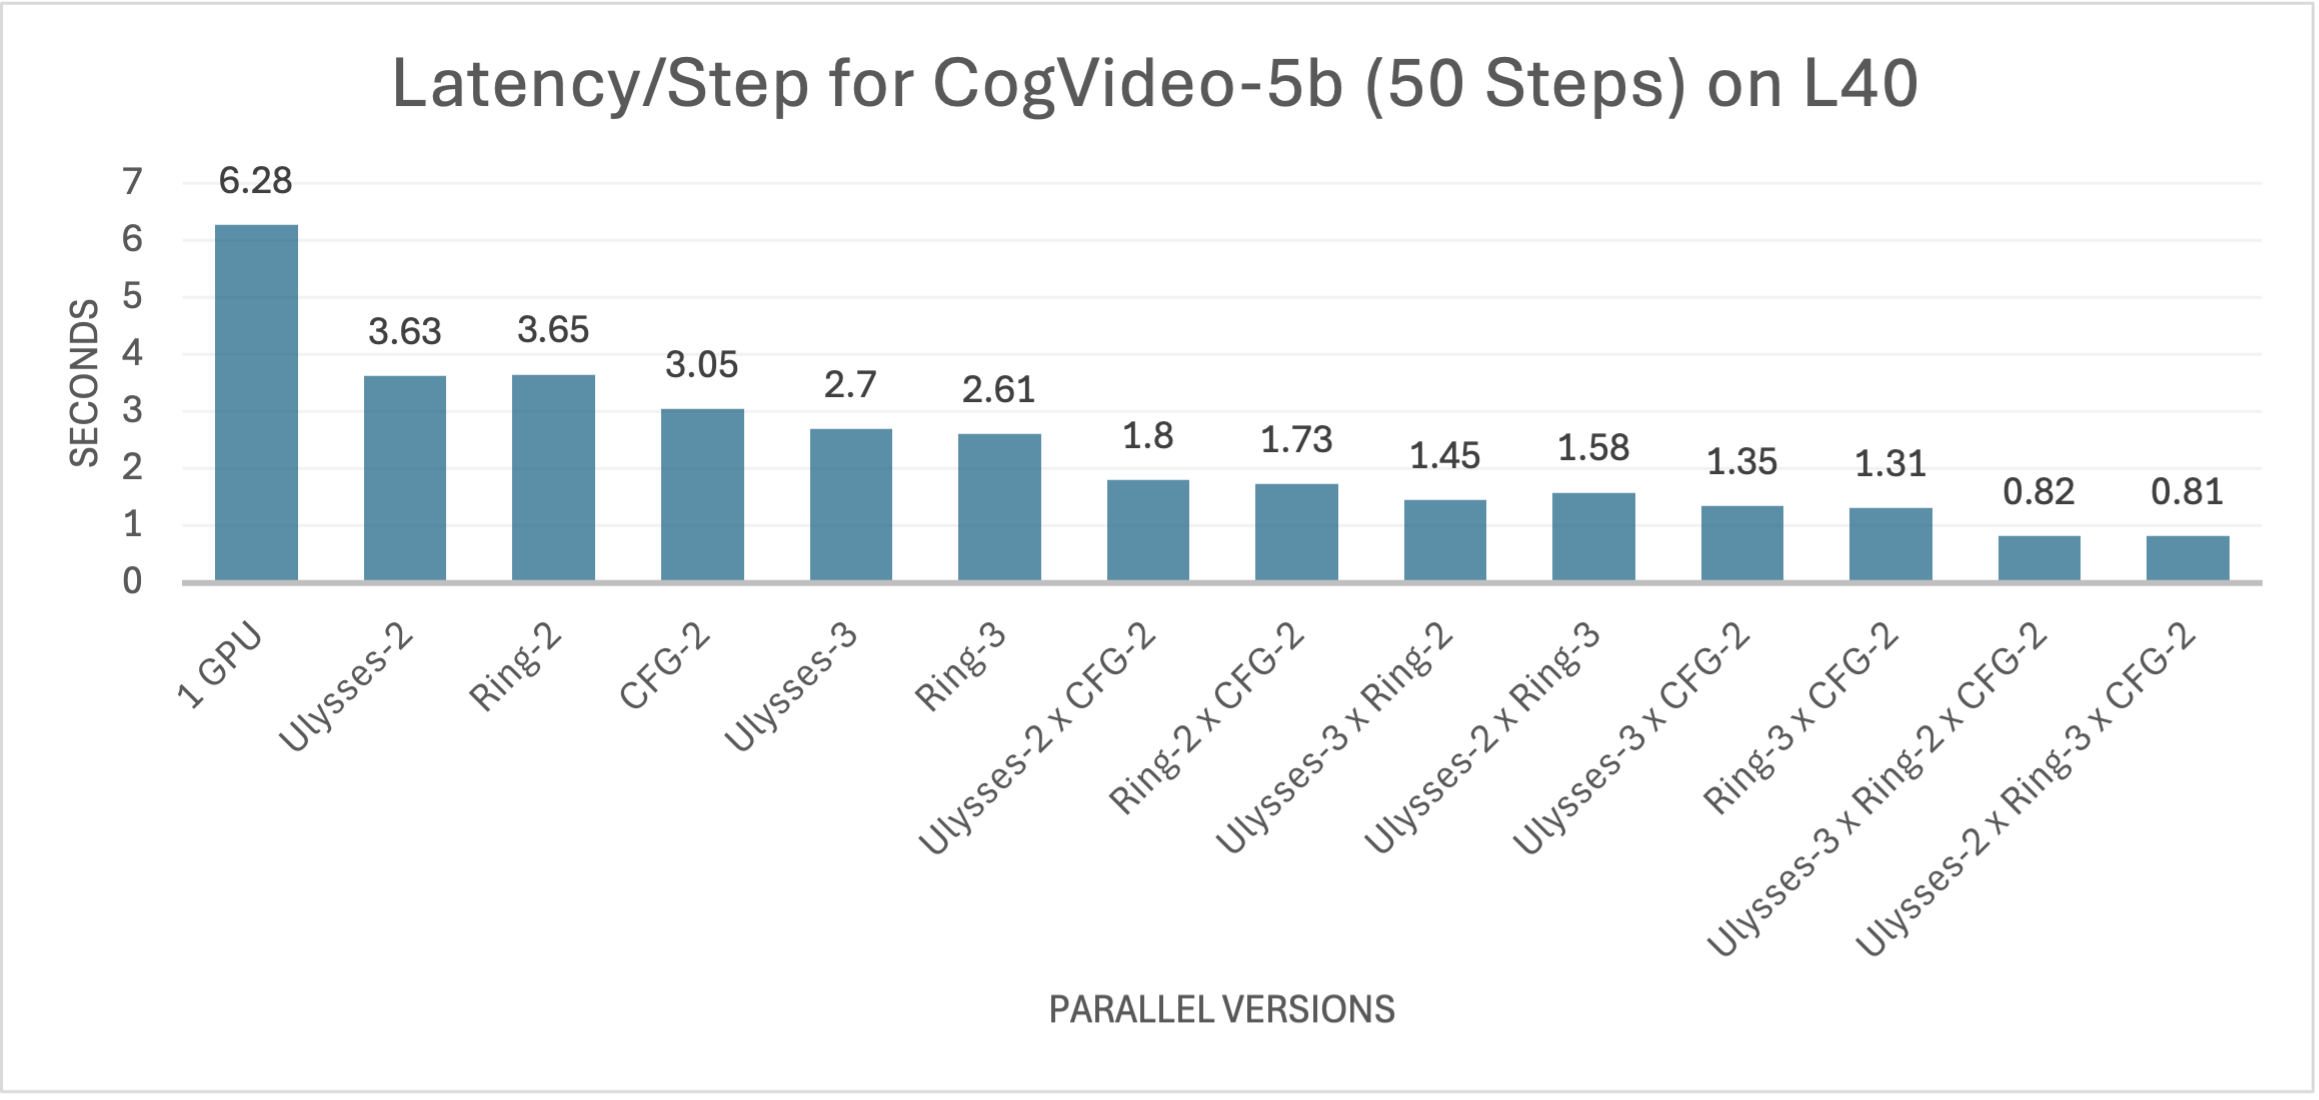 Latency/Step for CogVideo-5b (50 Steps) on L40
SECONDS
7
6
5
4
3
2
1
0
6.28
3.63
3.65
3.05
2.7
2.61
1.8
1.73
1.45
1.58
1.35
1.31
0.82
0.81
1 GPU
Ulysses-2
Ring-2
CFG-2
Ulysses-3
Ring-3
Ulysses-2 x CFG-2
Ring-2 x CFG-2
Ulysses-3 x Ring-2
Ulysses-2 x Ring-3
Ulysses-3 x CFG-2
Ring-3 x CFG-2
Ulysses-3 x Ring-2 x CFG-2
Ulysses-2 x Ring-3 x CFG-2
PARALLEL VERSIONS